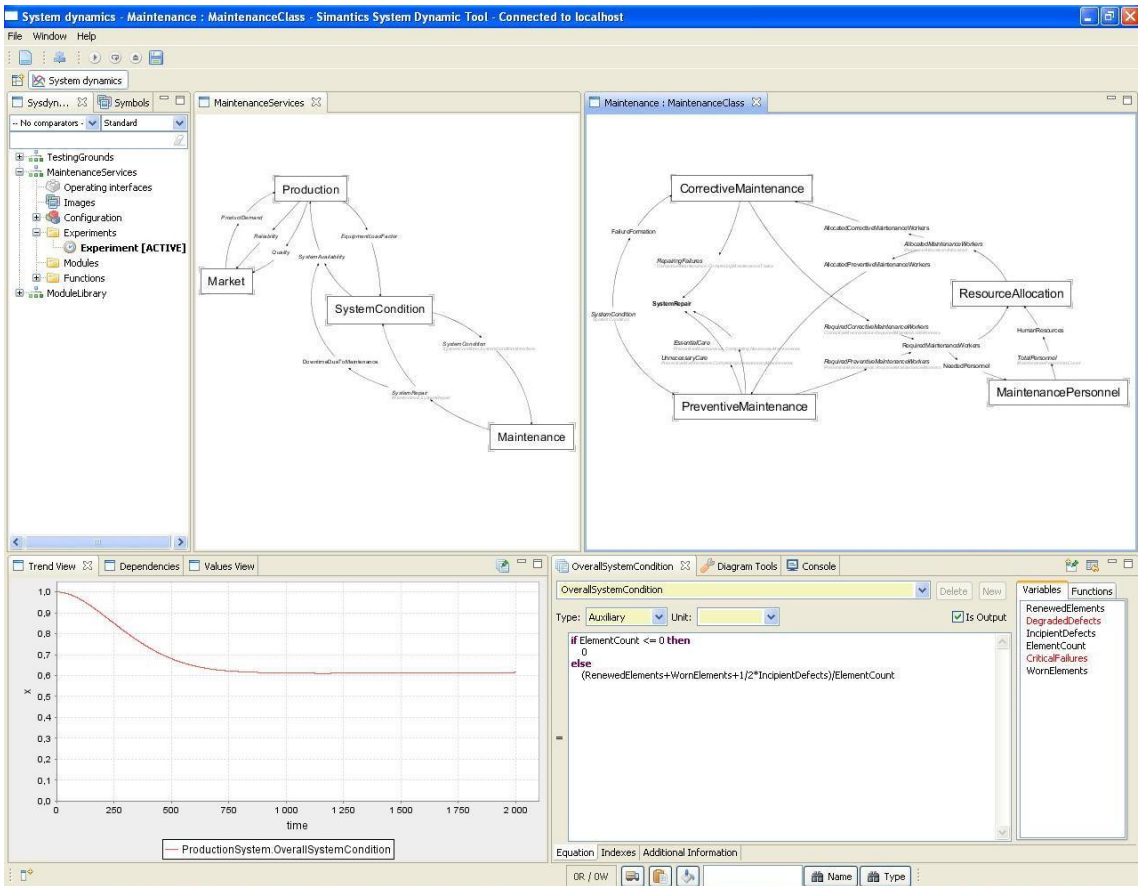 System dynamics - Maintenance : MaintenanceClass - Simantics System Dynamic Tool - Connected to localhost
File Window Help
System dynamics
Sysdyn... Symbols
-- No comparators - Standard
TestingGrounds
MaintenanceServices
Operating interfaces
Images
Configuration
Experiments
Experiment [ACTIVE]
Modules
Functions
ModuleLibrary
MaintenanceServices
Production
ProductDemand
Reliability
EquipmentLoadFactor
Quality
SystemAvailability
Market
SystemCondition
System Condition
DowntimeDueToMaintenance
SystemRepair
Maintenance
Maintenance : MaintenanceClass
CorrectiveMaintenance
FailureFormation
AllocatedCorrectiveMaintenanceWorkers
AllocatedMaintenanceWorkers
RepairingFailures
AllocatedPreventiveMaintenanceWorkers
ResourceAllocation
SystemRepair
SystemCondition
RequiredCorrectiveMaintenanceWorkers
HumanResources
EssentialCare
RequiredMaintenanceWorkers
UnnecessaryCare
RequiredPreventiveMaintenanceWorkers
NeededPersonnel
TotalPersonnel
MaintenancePersonnel
PreventiveMaintenance
Trend View Dependencies Values View
1,0
0,9
0,8
0,7
0,6
0,5
0,4
0,3
0,2
0,1
0,0
x
0 250 500 750 1 000 1 250 1 500 1 750 2 000
time
ProductionSystem.OverallSystemCondition
OverallSystemCondition Diagram Tools Console
OverallSystemCondition Delete New
Type: Auxiliary Unit: Is Output
if ElementCount <= 0 then
0
else
(RenewedElements+WornElements+1/2*IncipientDefects)/ElementCount
=
Variables Functions
RenewedElements
DegradedDefects
IncipientDefects
ElementCount
CriticalFailures
WornElements
Equation Indexes Additional Information
0R / 0W Name Type